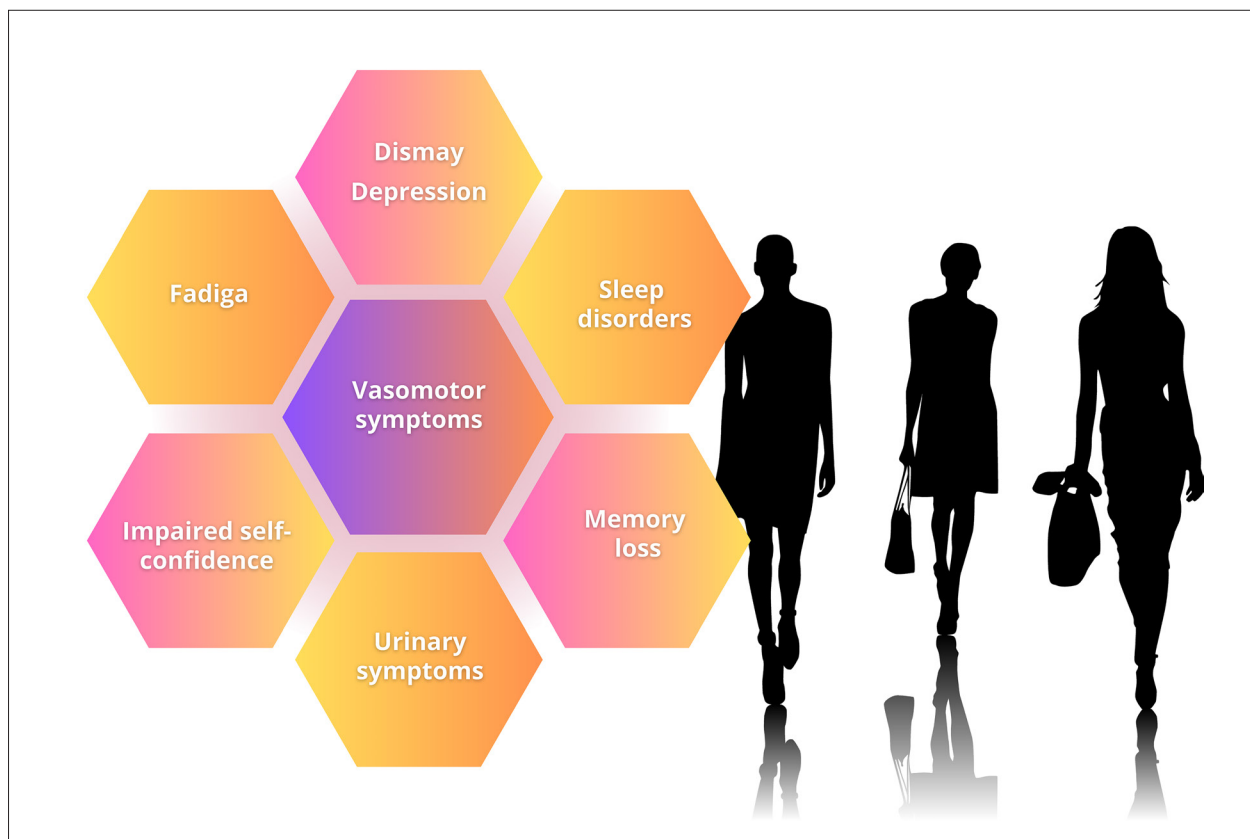 Dismay
Depression
Fadiga
Sleep
disorders
Vasomotor
symptoms
Impaired self-
confidence
Memory
loss
Urinary
symptoms